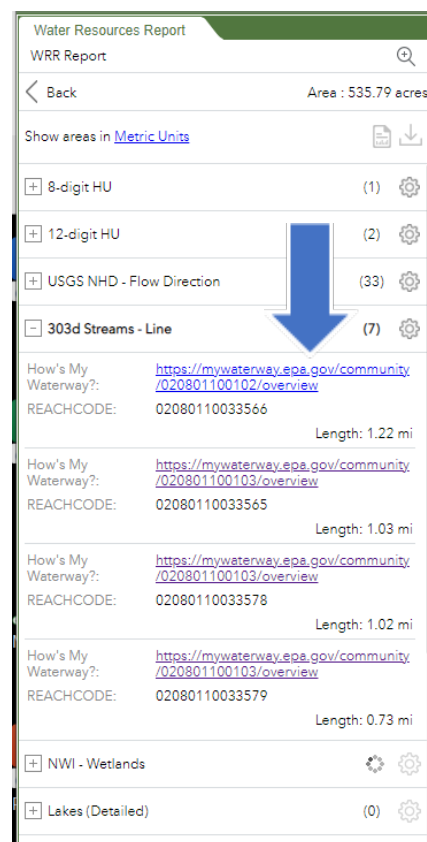 Water Resources Report
WRR Report
Back Area : 535.79 acres
Show areas in Metric Units
8-digit HU (1)
12-digit HU (2)
USGS NHD - Flow Direction (33)
303d Streams - Line (7)
How's My https://mywaterway.epa.gov/community
Waterway?: /020801100102/overview
REACHCODE: 02080110033566
Length: 1.22 mi
How's My https://mywaterway.epa.gov/community
Waterway?: /020801100103/overview
REACHCODE: 02080110033565
Length: 1.03 mi
How's My https://mywaterway.epa.gov/community
Waterway?: /020801100103/overview
REACHCODE: 02080110033578
Length: 1.02 mi
How's My https://mywaterway.epa.gov/community
Waterway?: /020801100103/overview
REACHCODE: 02080110033579
Length: 0.73 mi
NWI - Wetlands
Lakes (Detailed) (0)